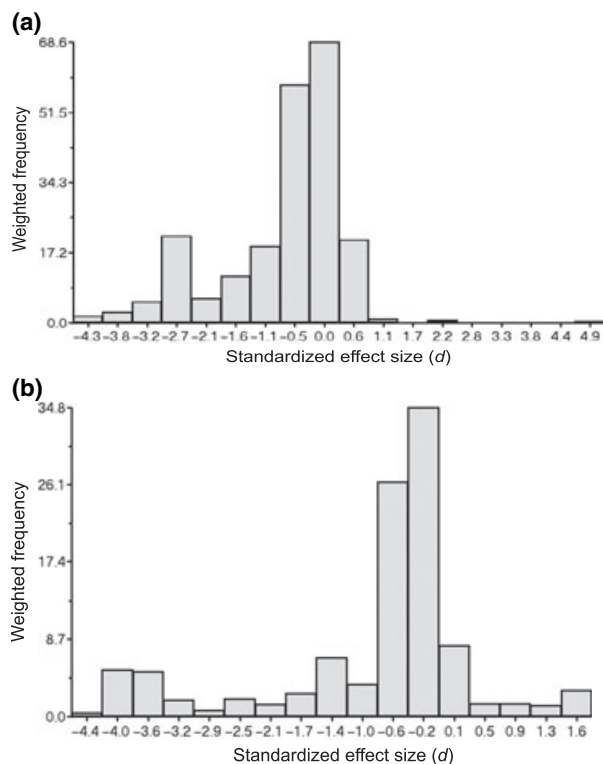 (a)
68.6
51.5
34.3
17.2
0.0
Weighted frequency
−4.3 −3.8 −3.2 −2.7 −2.1 −1.6 −1.1 −0.5 0.0 0.6 1.1 1.7 2.2 2.8 3.3 3.8 4.4 4.9
Standardized effect size (d)
(b)
34.8
26.1
17.4
8.7
0.0
Weighted frequency
−4.4 −4.0 −3.6 −3.2 −2.9 −2.5 −2.1 −1.7 −1.4 −1.0 −0.6 −0.2 0.1 0.5 0.9 1.3 1.6
Standardized effect size (d)